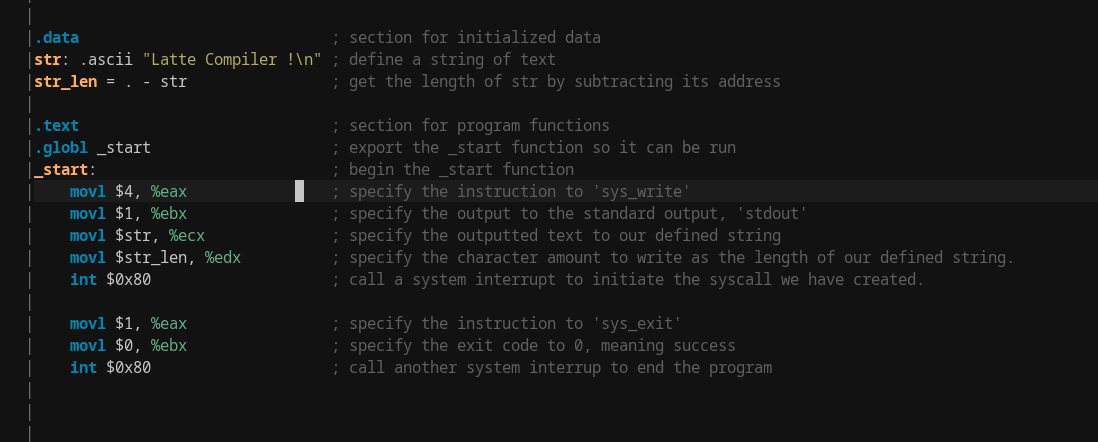 .data ; section for initialized data
str: .ascii "Latte Compiler !\n" ; define a string of text
str_len = . - str ; get the length of str by subtracting its address
.text ; section for program functions
.globl _start ; export the _start function so it can be run
_start: ; begin the _start function
movl $4, %eax ; specify the instruction to 'sys_write'
movl $1, %ebx ; specify the output to the standard output, 'stdout'
movl $str, %ecx ; specify the outputted text to our defined string
movl $str_len, %edx ; specify the character amount to write as the length of our defined string.
int $0x80 ; call a system interrupt to initiate the syscall we have created.
movl $1, %eax ; specify the instruction to 'sys_exit'
movl $0, %ebx ; specify the exit code to 0, meaning success
int $0x80 ; call another system interrup to end the program